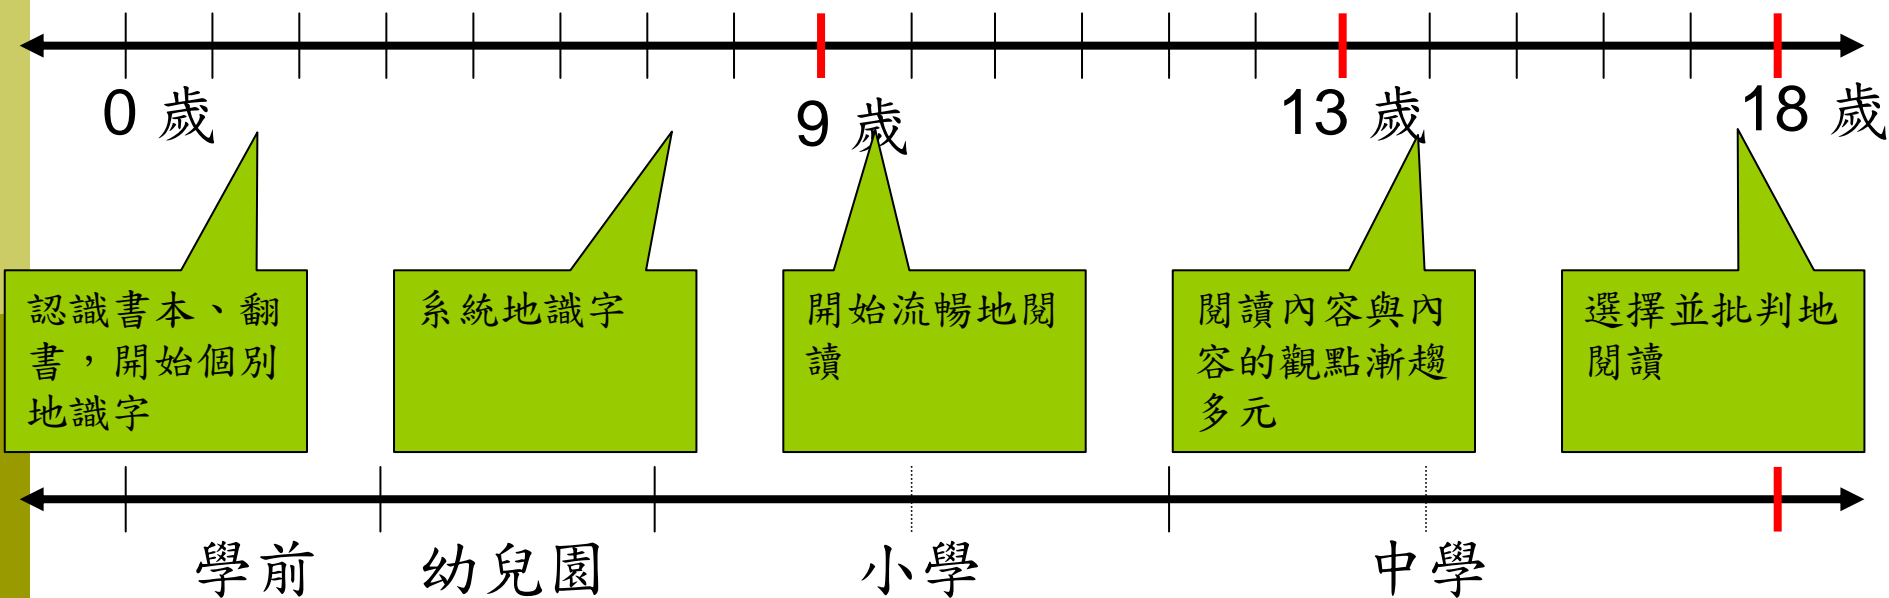 0 歲
9 歲
13 歲
18 歲
認識書本、翻
書，開始個別
地識字
系統地識字
開始流暢地閱
讀
閱讀內容與內
容的觀點漸趨
多元
選擇並批判地
閱讀
學前
幼兒園
小學
中學